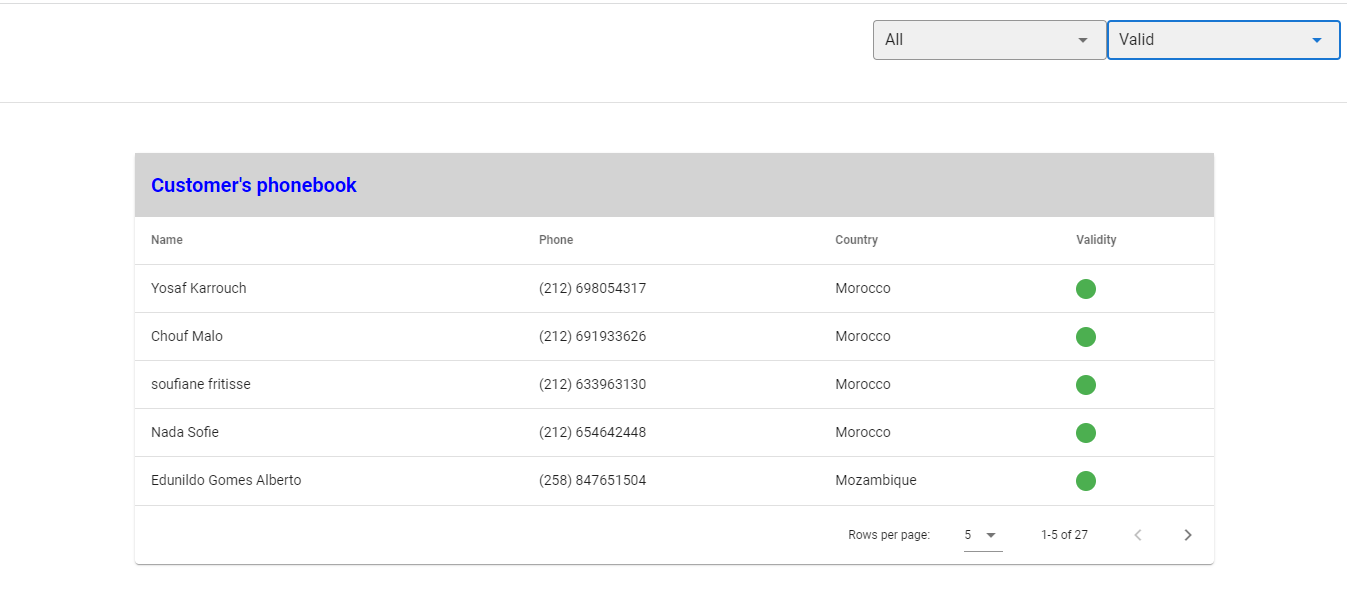 All Valid
Customer's phonebook
Name Phone Country Validity
Yosaf Karrouch (212) 698054317 Morocco
Chouf Malo (212) 691933626 Morocco
soufiane fritisse (212) 633963130 Morocco
Nada Sofie (212) 654642448 Morocco
Edunildo Gomes Alberto (258) 847651504 Mozambique
Rows per page: 5 1-5 of 27